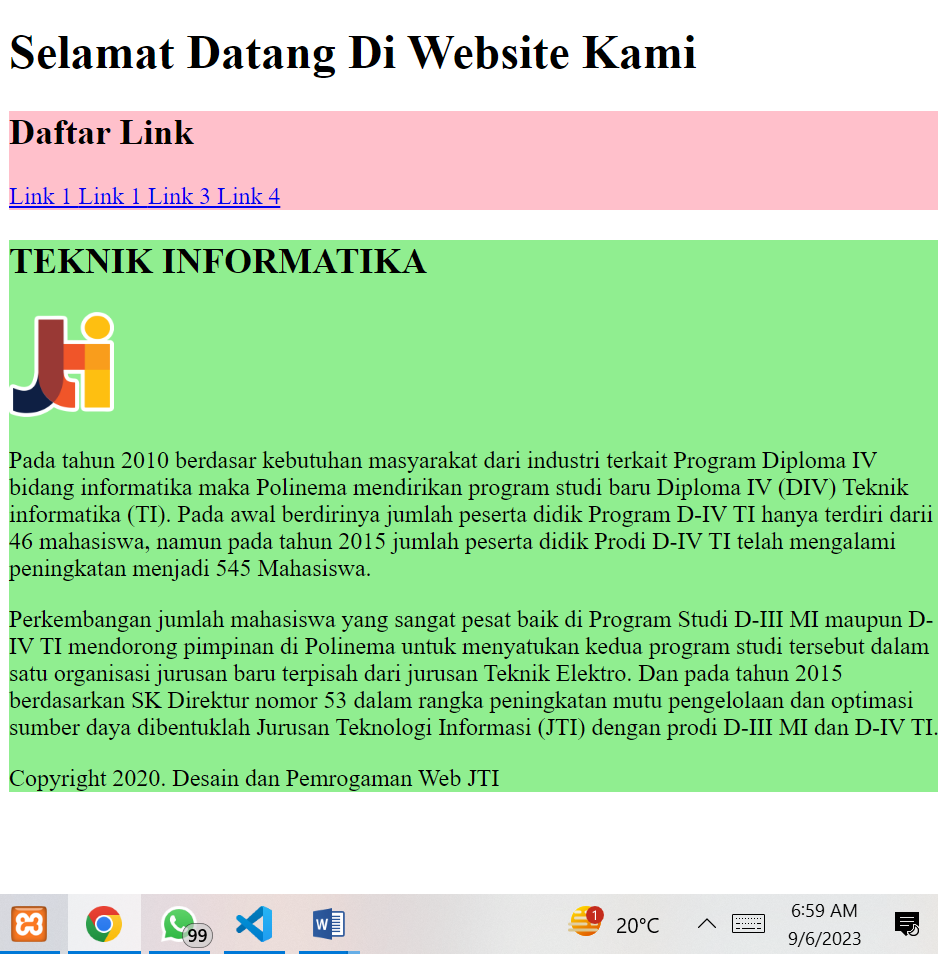 Selamat Datang Di Website Kami
Daftar Link
Link 1 Link 1 Link 3 Link 4
TEKNIK INFORMATIKA
Jti
Pada tahun 2010 berdasar kebutuhan masyarakat dari industri terkait Program Diploma IV
bidang informatika maka Polinema mendirikan program studi baru Diploma IV (DIV) Teknik
informatika (TI). Pada awal berdirinya jumlah peserta didik Program D-IV TI hanya terdiri darii
46 mahasiswa, namun pada tahun 2015 jumlah peserta didik Prodi D-IV TI telah mengalami
peningkatan menjadi 545 Mahasiswa.
Perkembangan jumlah mahasiswa yang sangat pesat baik di Program Studi D-III MI maupun D-
IV TI mendorong pimpinan di Polinema untuk menyatukan kedua program studi tersebut dalam
satu organisasi jurusan baru terpisah dari jurusan Teknik Elektro. Dan pada tahun 2015
berdasarkan SK Direktur nomor 53 dalam rangka peningkatan mutu pengelolaan dan optimasi
sumber daya dibentuklah Jurusan Teknologi Informasi (JTI) dengan prodi D-III MI dan D-IV TI.
Copyright 2020. Desain dan Pemrogaman Web JTI
99
W
1
20°C
6:59 AM
9/6/2023